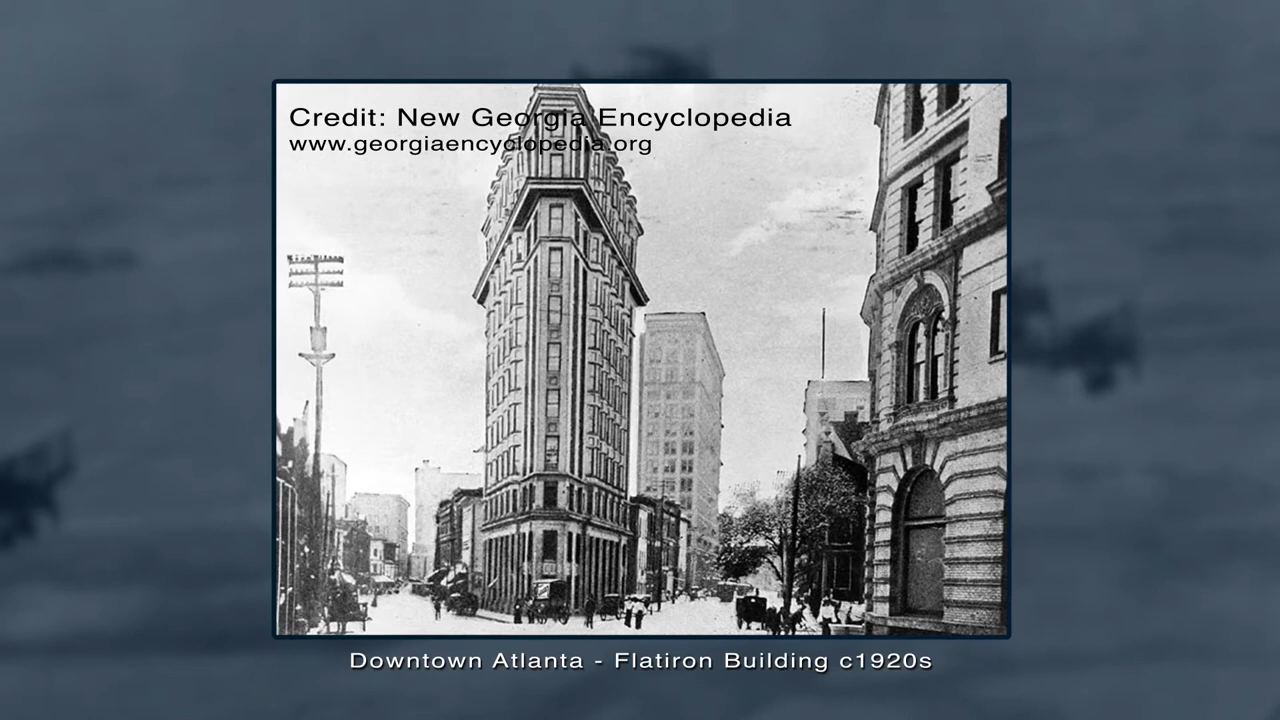 Credit: New Georgia Encyclopedia
www.georgiaencyclopedia.org
Downtown Atlanta - Flatiron Building c1920s